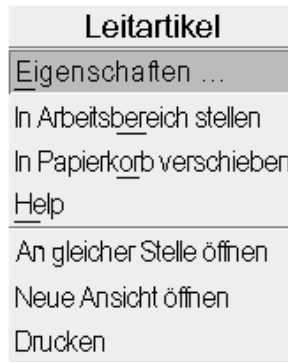 Leitartikel
Eigenschaften ...
In Arbeitsbereich stellen
In Papierkorb verschieben
Help
An gleicher Stelle öffnen
Neue Ansicht öffnen
Drucken